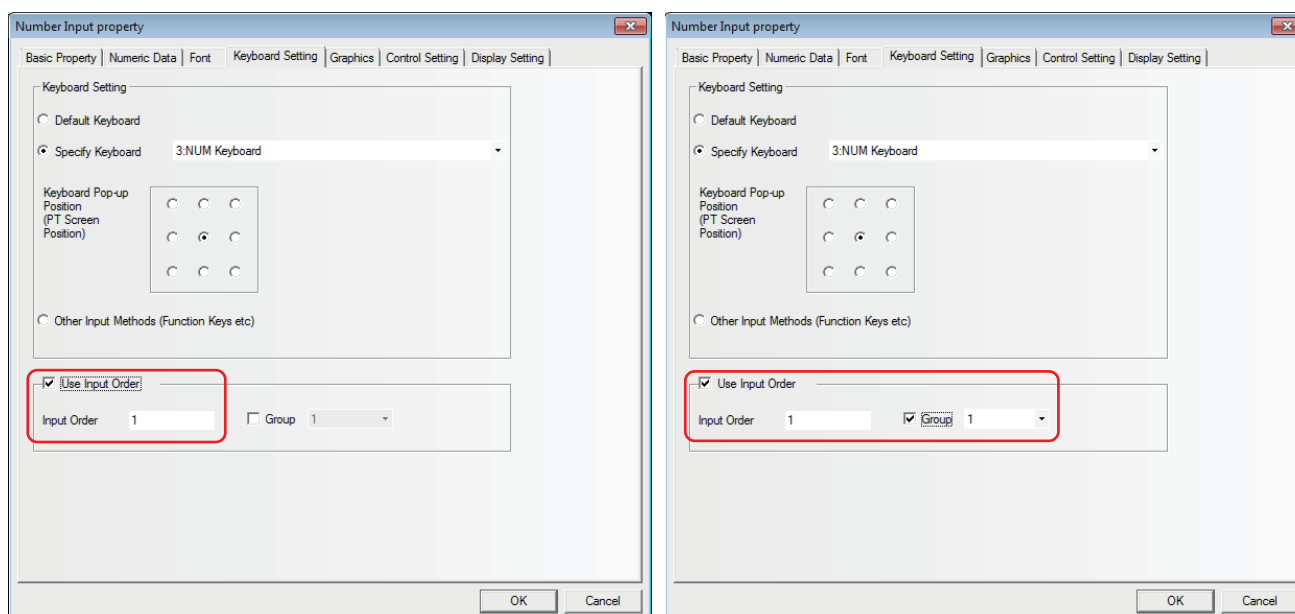 Number Input property
Basic Property Numeric Data Font Keyboard Setting Graphics Control Setting Display Setting
Keyboard Setting
Default Keyboard
Specify Keyboard 3:NUM Keyboard
Keyboard Pop-up
Position
(PT Screen
Position)
Other Input Methods (Function Keys etc)
Use Input Order
Input Order 1 Group 1
OK Cancel
Number Input property
Basic Property Numeric Data Font Keyboard Setting Graphics Control Setting Display Setting
Keyboard Setting
Default Keyboard
Specify Keyboard 3:NUM Keyboard
Keyboard Pop-up
Position
(PT Screen
Position)
Other Input Methods (Function Keys etc)
Use Input Order
Input Order 1 Group 1
OK Cancel